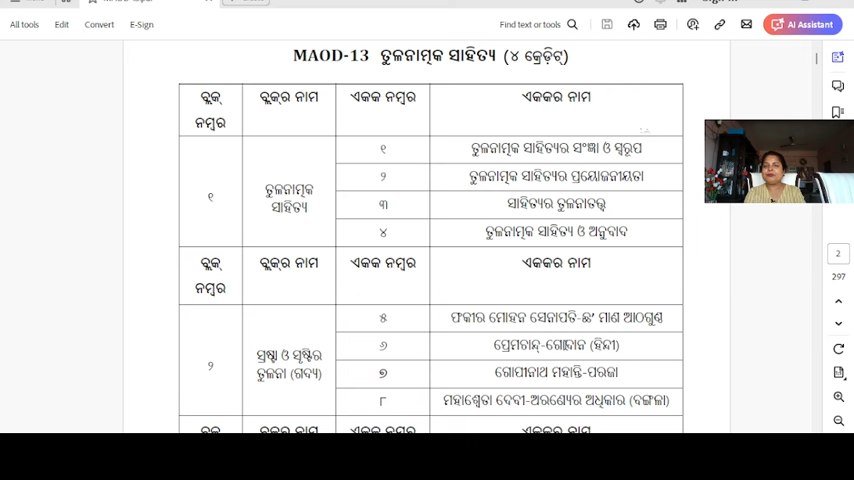 All tools Edit Convert E-Sign Find text or tools AI Assistant
MAOD-13 ତୁଳନାତ୍ମକ ସାହିତ୍ୟ (୪ କ୍ରେଡ଼ିଟ୍)
ବ୍ଲକ୍ ନମ୍ବର ବ୍ଲକ୍‌ର ନାମ ଏକକ ନମ୍ବର ଏକକର ନାମ
୧ ତୁଳନାତ୍ମକ ସାହିତ୍ୟ
୧ ତୁଳନାତ୍ମକ ସାହିତ୍ୟର ସଂଜ୍ଞା ଓ ସ୍ୱରୂପ
୨ ତୁଳନାତ୍ମକ ସାହିତ୍ୟର ପ୍ରୟୋଜନୀୟତା
୩ ସାହିତ୍ୟର ତୁଳନାତତ୍ତ୍ୱ
୪ ତୁଳନାତ୍ମକ ସାହିତ୍ୟ ଓ ଅନୁବାଦ
ବ୍ଲକ୍ ନମ୍ବର ବ୍ଲକ୍‌ର ନାମ ଏକକ ନମ୍ବର ଏକକର ନାମ
୨ ସ୍ରଷ୍ଟା ଓ ସୃଷ୍ଟିର ତୁଳନା (ଗଦ୍ୟ)
୫ ଫକୀର ମୋହନ ସେନାପତି-ଛ' ମାଣ ଆଠଗୁଣ୍ଠ
୬ ପ୍ରେମଚାନ୍ଦ୍-ଗୋଦାନ (ହିନ୍ଦୀ)
୭ ଗୋପୀନାଥ ମହାନ୍ତି-ପରଜା
୮ ମହାଶ୍ୱେତା ଦେବୀ-ଅରଣ୍ୟେର ଅଧିକାର (ବଙ୍ଗଳା)
2
297